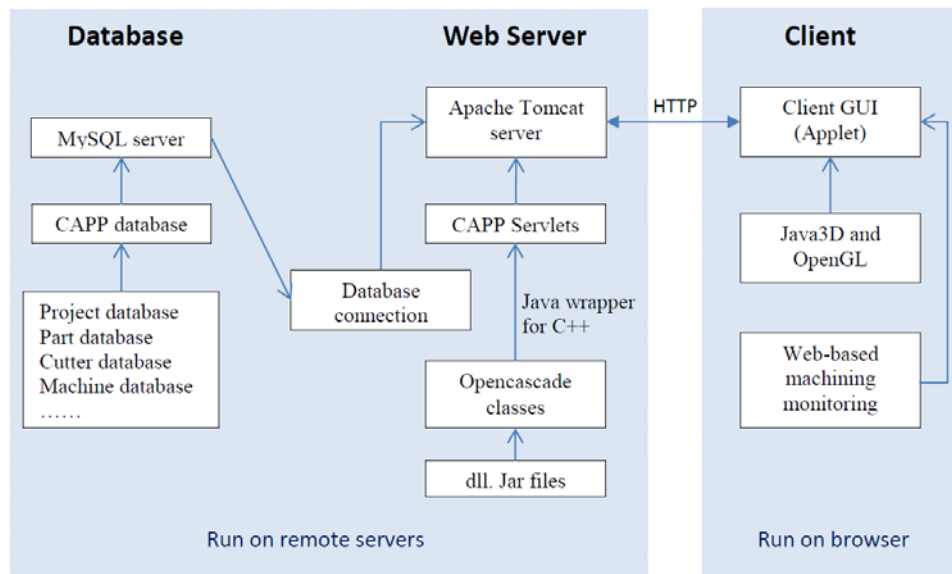 Database
Web Server
Client
MySQL server
CAPP database
Project database
Part database
Cutter database
Machine database
......
Database
connection
Apache Tomcat
server
CAPP Servlets
Java wrapper
for C++
Opencascade
classes
dll. Jar files
HTTP
Client GUI
(Applet)
Java3D and
OpenGL
Web-based
machining
monitoring
Run on remote servers
Run on browser